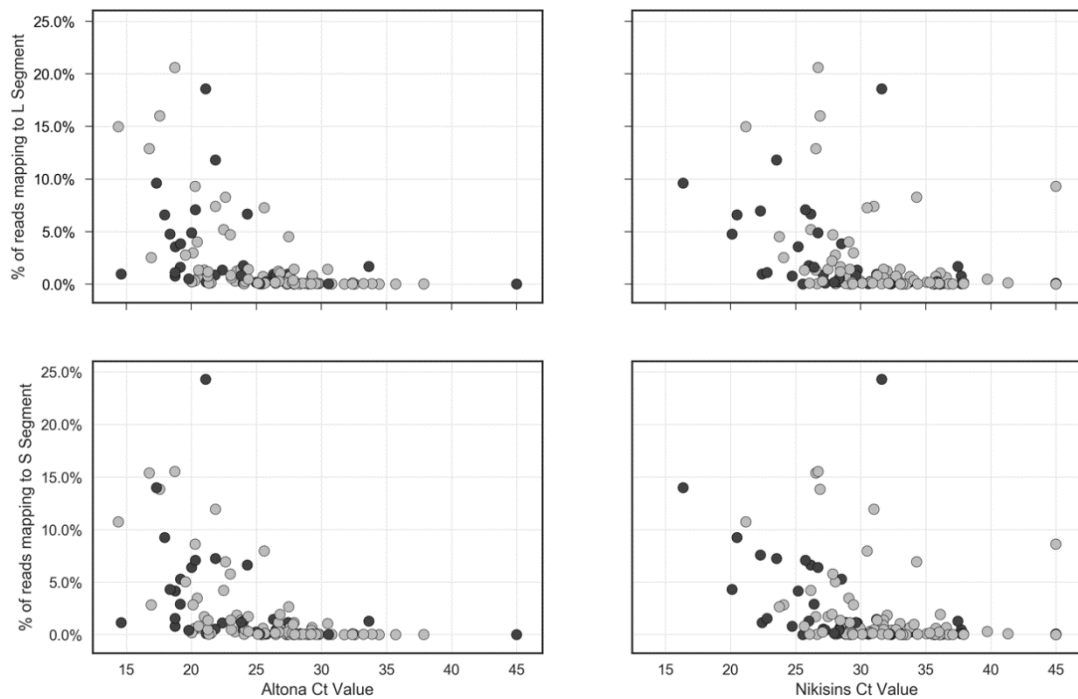 25.0%
20.0%
15.0%
10.0%
5.0%
0.0%
% of reads mapping to L Segment
25.0%
20.0%
15.0%
10.0%
5.0%
0.0%
% of reads mapping to S Segment
15 20 25 30 35 40 45
Altona Ct Value
15 20 25 30 35 40 45
Nikisins Ct Value